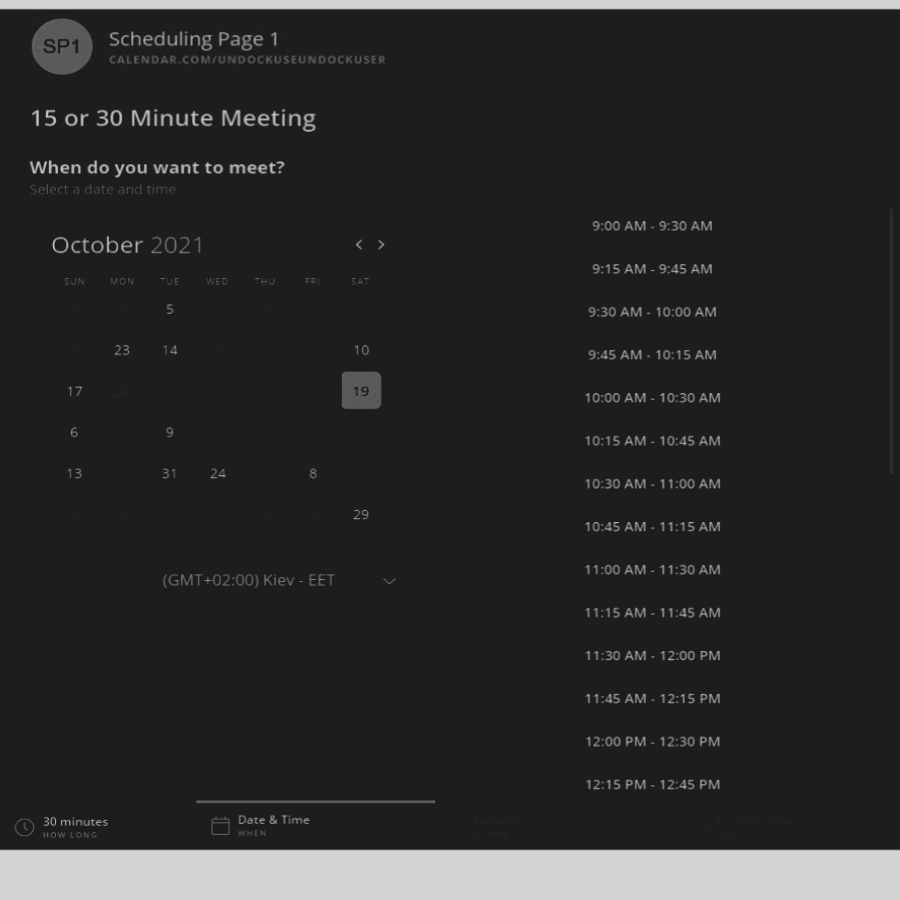 SP1
Scheduling Page 1
CALENDAR.COM/UNDOCKUSEUNDOCKUSER
15 or 30 Minute Meeting
When do you want to meet?
Select a date and time
October 2021
SUN MON TUE WED THU FRI SAT
5
23 14 10
17 19
6 9
13 31 24 8
29
(GMT+02:00) Kiev - EET
9:00 AM - 9:30 AM
9:15 AM - 9:45 AM
9:30 AM - 10:00 AM
9:45 AM - 10:15 AM
10:00 AM - 10:30 AM
10:15 AM - 10:45 AM
10:30 AM - 11:00 AM
10:45 AM - 11:15 AM
11:00 AM - 11:30 AM
11:15 AM - 11:45 AM
11:30 AM - 12:00 PM
11:45 AM - 12:15 PM
12:00 PM - 12:30 PM
12:15 PM - 12:45 PM
30 minutes
HOW LONG
Date & Time
WHEN